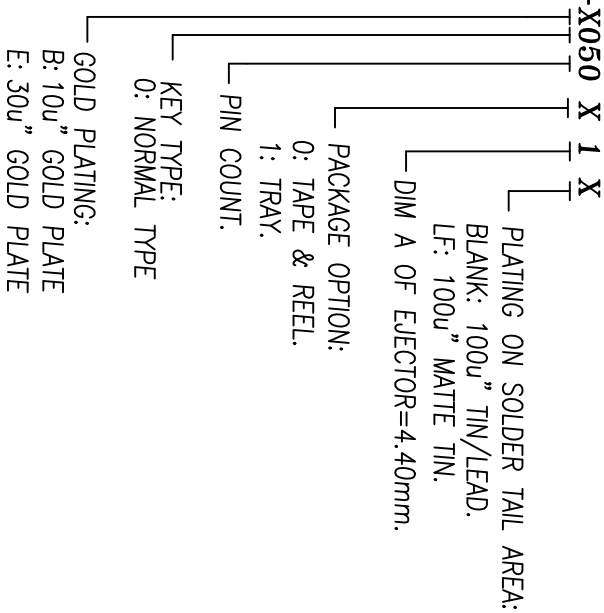 -X050 X 1 X
PLATING ON SOLDER TAIL AREA:
BLANK: 100u" TIN/LEAD.
LF: 100u" MATTE TIN.
DIM A OF EJECTOR=4.40mm.
PACKAGE OPTION:
0: TAPE & REEL.
1: TRAY.
PIN COUNT.
KEY TYPE:
0: NORMAL TYPE
GOLD PLATING:
B: 10u" GOLD PLATE
E: 30u" GOLD PLATE